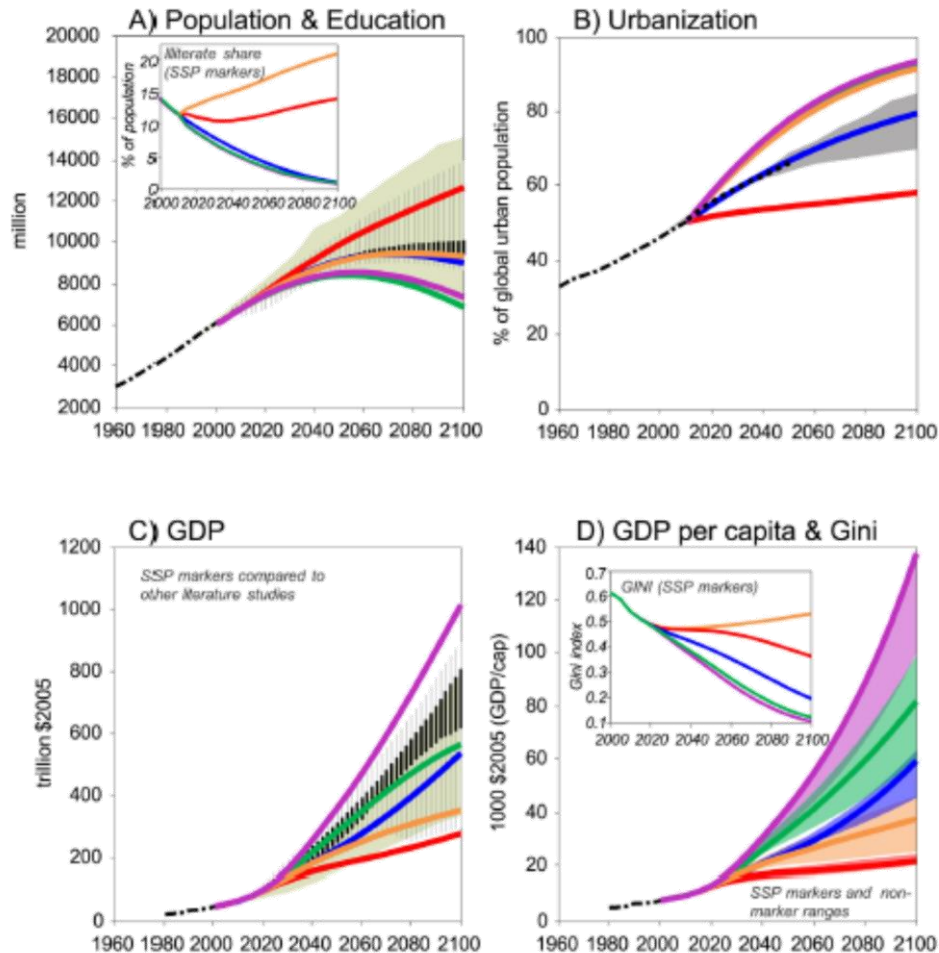 A) Population & Education
20000
18000
16000
14000
12000
10000
8000
6000
4000
2000
million
1960 1980 2000 2020 2040 2060 2080 2100
Illiterate share
(SSP markers)
% of population
20
15
10
5
0
2000 2020 2040 2060 2080 2100
B) Urbanization
100
80
60
40
20
0
% of global urban population
1960 1980 2000 2020 2040 2060 2080 2100
C) GDP
SSP markers compared to
other literature studies
1200
1000
800
600
400
200
0
trillion $2005
1960 1980 2000 2020 2040 2060 2080 2100
D) GDP per capita & Gini
140
120
100
80
60
40
20
0
1000 $2005 (GDP/cap)
GINI (SSP markers)
Gini index
0.7
0.6
0.5
0.4
0.3
0.2
0.1
2000 2020 2040 2060 2080 2100
SSP markers and non-
marker ranges
1960 1980 2000 2020 2040 2060 2080 2100